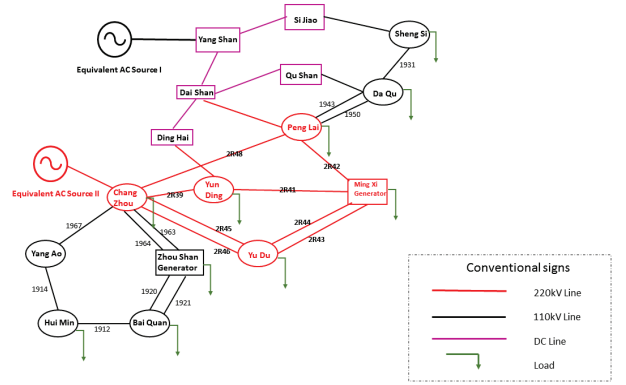 Si Jiao
Yang Shan
Sheng Si
Equivalent AC Source I
1931
Qu Shan
Dai Shan
Da Qu
1943
1950
Ding Hai
Peng Lai
2R48
2R42
Equivalent AC Source II
Chang
Zhou
2R39
Yun
Ding
2R41
Ming Xi
Generator
1967
1963
1964
2R45
2R46
2R44
2R43
Yang Ao
Zhou Shan
Generator
Yu Du
1914
1920
1921
Hui Min
1912
Bai Quan
Conventional signs
220kV Line
110kV Line
DC Line
Load